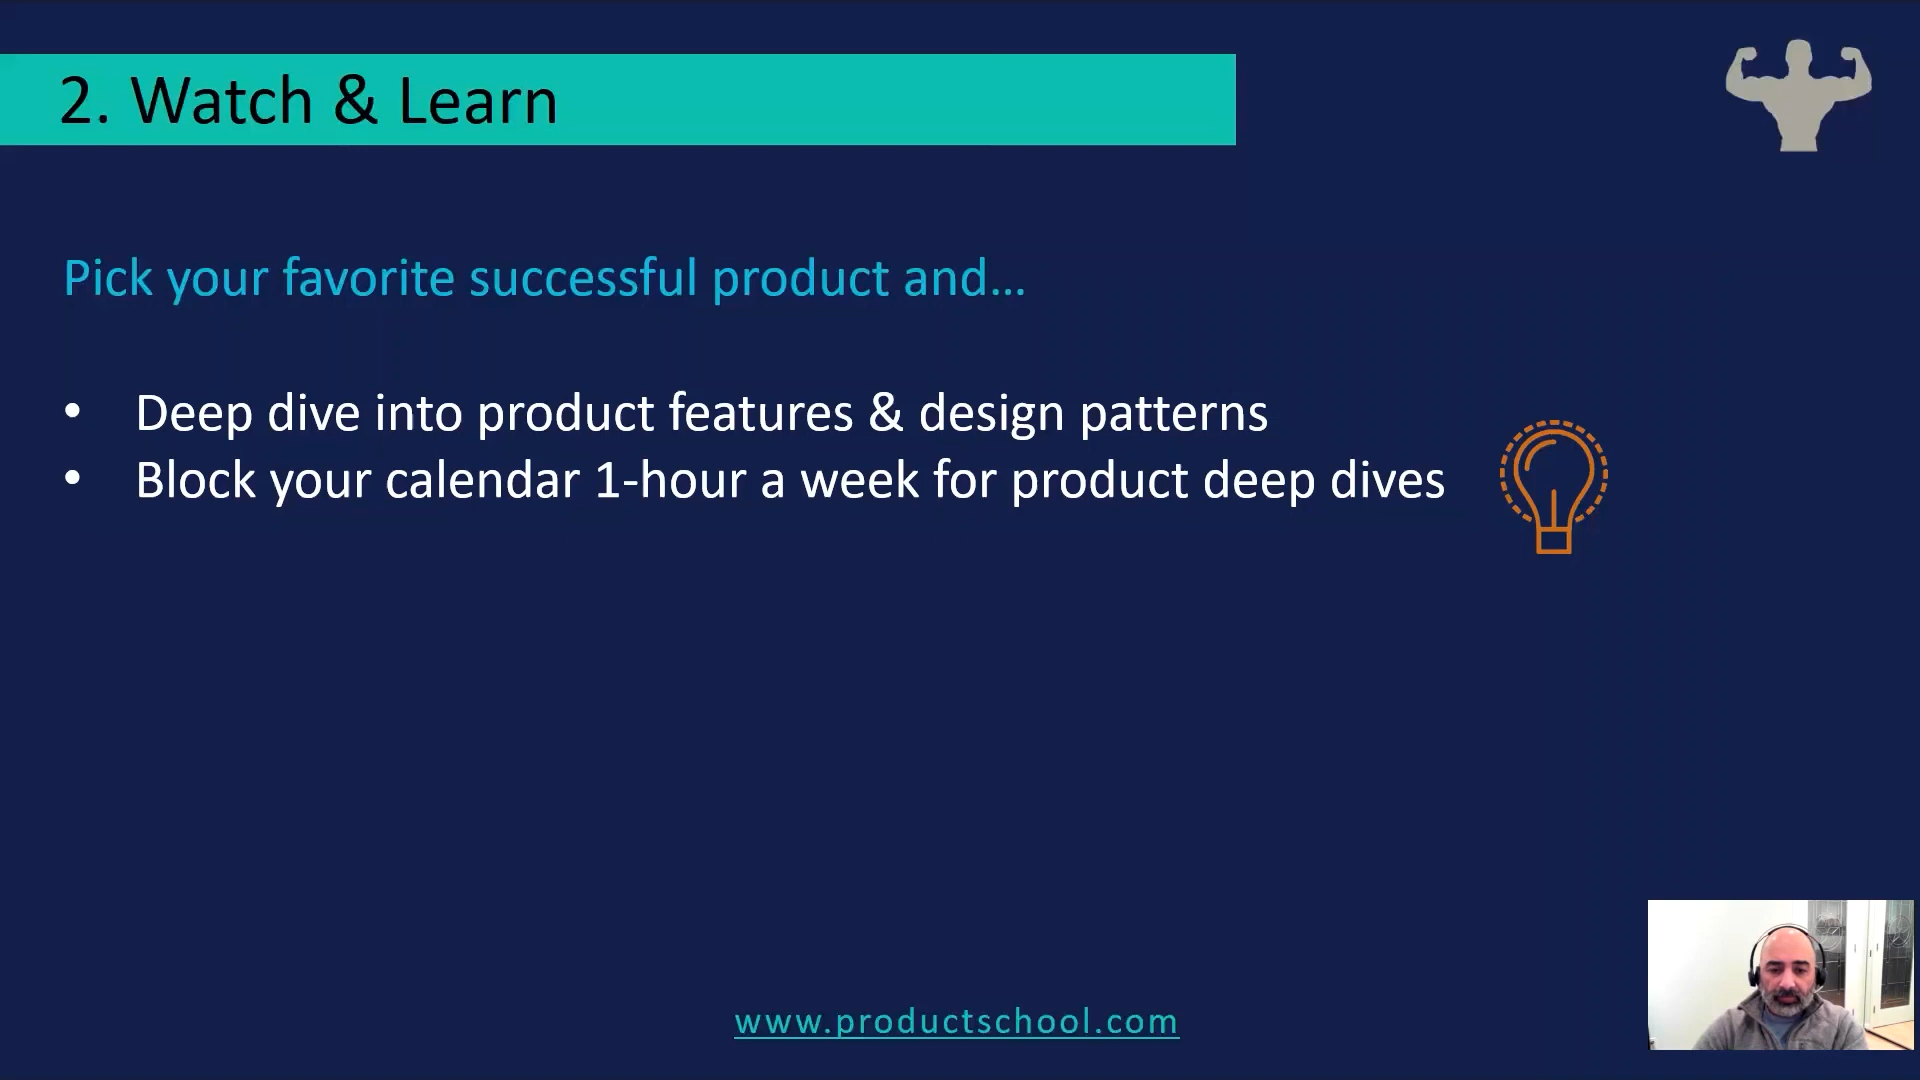 2. Watch & Learn
Pick your favorite successful product and...
• Deep dive into product features & design patterns
• Block your calendar 1-hour a week for product deep dives
www.productschool.com